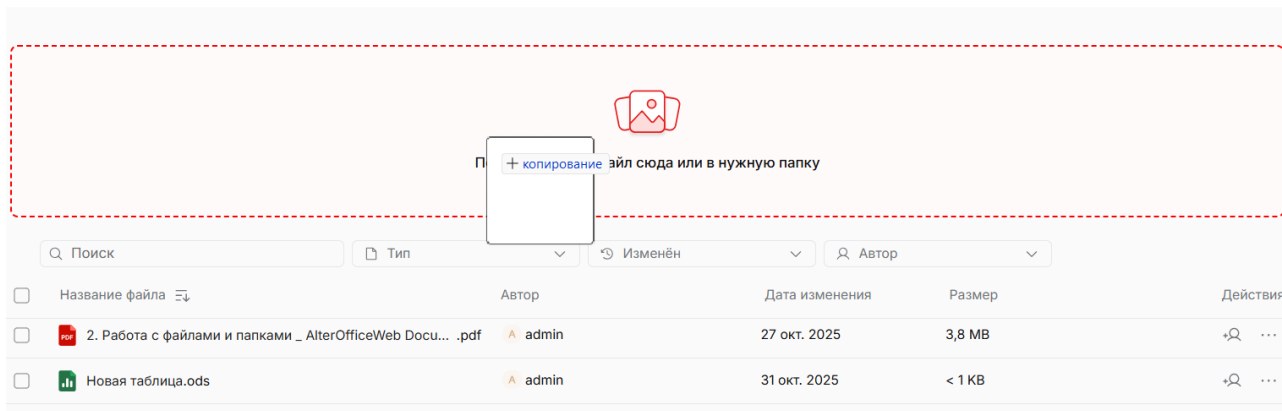 П
+ копирование
айл сюда или в нужную папку
Поиск
Тип
Изменён
Автор
Название файла
Автор
Дата изменения
Размер
Действия
PDF 2. Работа с файлами и папками _ AlterOfficeWeb Docu... .pdf A admin 27 окт. 2025 3,8 MB
Новая таблица.ods A admin 31 окт. 2025 < 1 KB